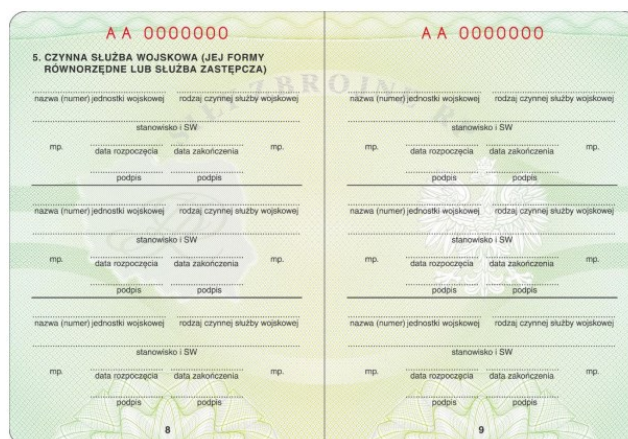 AA 0000000
5. CZYNNA SŁUŻBA WOJSKOWA (JEJ FORMY
RÓWNORZĘDNE LUB SŁUŻBA ZASTĘPCZA)
nazwa (numer) jednostki wojskowej rodzaj czynnej służby wojskowej
stanowisko i SW
mp. data rozpoczęcia data zakończenia mp.
podpis podpis
nazwa (numer) jednostki wojskowej rodzaj czynnej służby wojskowej
stanowisko i SW
mp. data rozpoczęcia data zakończenia mp.
podpis podpis
nazwa (numer) jednostki wojskowej rodzaj czynnej służby wojskowej
stanowisko i SW
mp. data rozpoczęcia data zakończenia mp.
podpis podpis
8
AA 0000000
nazwa (numer) jednostki wojskowej rodzaj czynnej służby wojskowej
stanowisko i SW
mp. data rozpoczęcia data zakończenia mp.
podpis podpis
nazwa (numer) jednostki wojskowej rodzaj czynnej służby wojskowej
stanowisko i SW
mp. data rozpoczęcia data zakończenia mp.
podpis podpis
nazwa (numer) jednostki wojskowej rodzaj czynnej służby wojskowej
stanowisko i SW
mp. data rozpoczęcia data zakończenia mp.
podpis podpis
9
SIŁY ZBROJNE